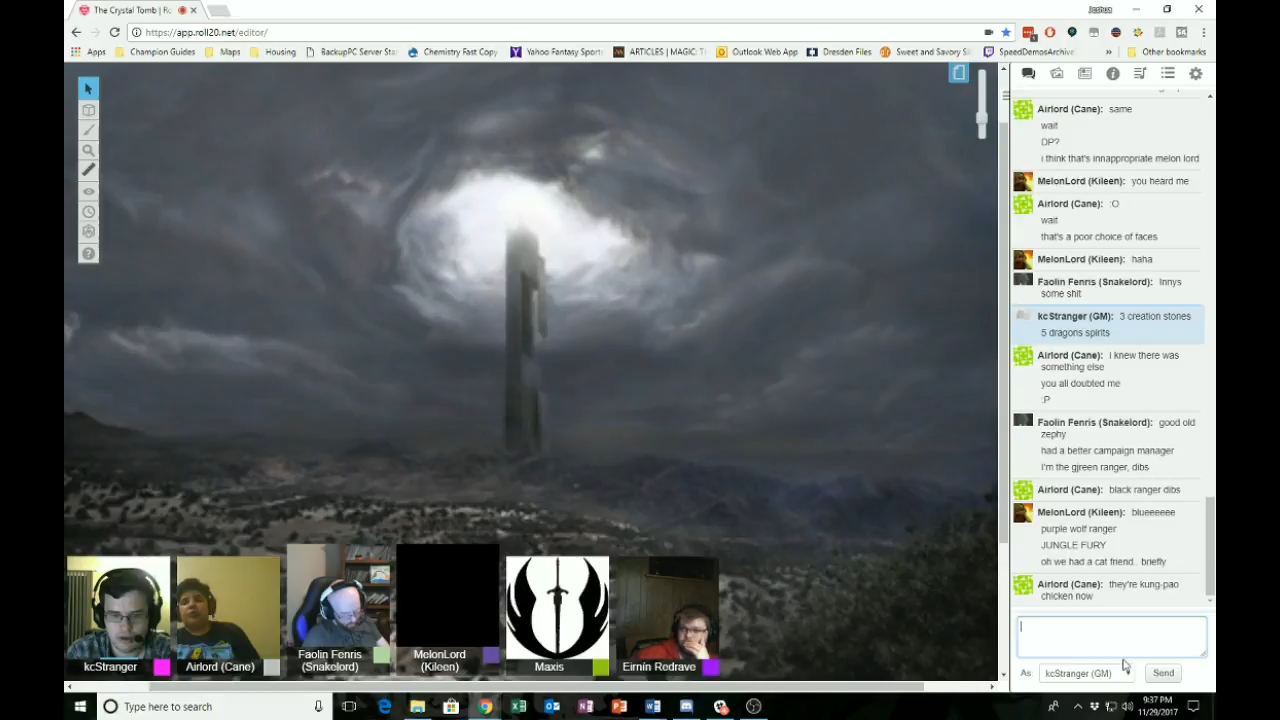 The Crystal Tomb | Ro
Joshua
https://app.roll20.net/editor/
Apps
Champion Guides
Maps
Housing
BackupPC Server Sta
Chemistry Fast Copy
Yahoo Fantasy Sports
ARTICLES | MAGIC: T
Outlook Web App
Dresden Files
Sweet and Savory Sil
SpeedDemosArchive
Other bookmarks
Airlord (Cane): same
wait
DP?
i think that's innappropriate melon lord
MelonLord (Kileen): you heard me
Airlord (Cane): :O
wait
that's a poor choice of faces
MelonLord (Kileen): haha
Faolin Fenris (Snakelord): Innys
some shit
kcStranger (GM): 3 creation stones
5 dragons spirits
Airlord (Cane): i knew there was
something else
you all doubted me
:P
Faolin Fenris (Snakelord): good old
zephy
had a better campaign manager
I'm the gjreen ranger, dibs
Airlord (Cane): black ranger dibs
MelonLord (Kileen): blueeeeee
purple wolf ranger
JUNGLE FURY
oh we had a cat friend.. briefly
Airlord (Cane): they're kung-pao
chicken now
As:
kcStranger (GM)
Send
kcStranger
Airlord (Cane)
Faolin Fenris
(Snakelord)
MelonLord
(Kileen)
Maxis
Eirnín Redrave
Type here to search
9:37 PM
11/29/2017